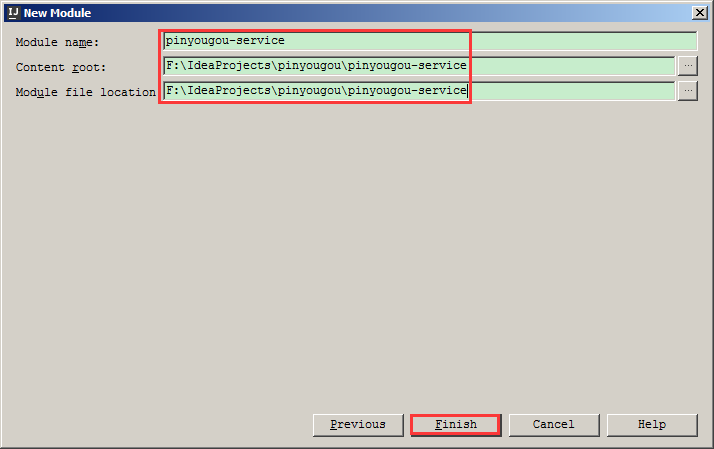 IJ New Module
Module name: pinyougou-service
Content root: F:\IdeaProjects\pinyougou\pinyougou-service ...
Module file location F:\IdeaProjects\pinyougou\pinyougou-service ...
Previous Finish Cancel Help